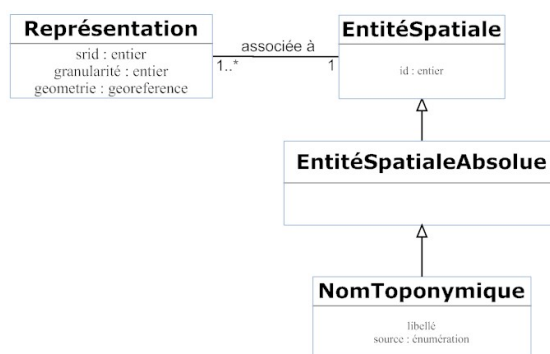 Représentation
srid : entier
granularité : entier
geometrie : georeference
associée à
1..*
1
EntitéSpatiale
id : entier
EntitéSpatialeAbsolue
NomToponymique
libellé
source : énumération